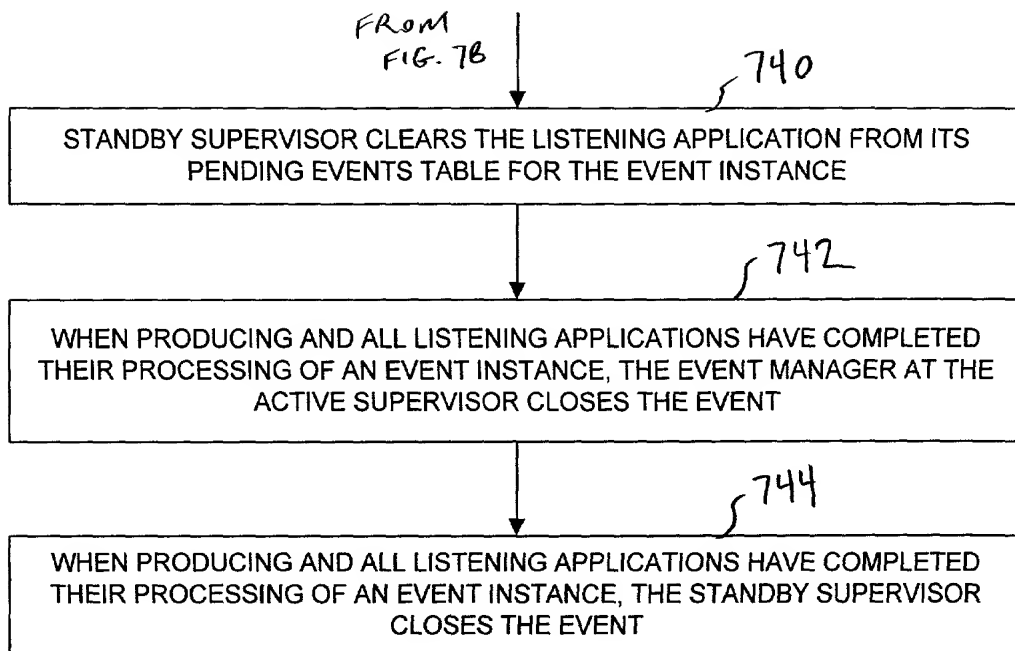 FROM
FIG. 7B
740
STANDBY SUPERVISOR CLEARS THE LISTENING APPLICATION FROM ITS
PENDING EVENTS TABLE FOR THE EVENT INSTANCE
742
WHEN PRODUCING AND ALL LISTENING APPLICATIONS HAVE COMPLETED
THEIR PROCESSING OF AN EVENT INSTANCE, THE EVENT MANAGER AT THE
ACTIVE SUPERVISOR CLOSES THE EVENT
744
WHEN PRODUCING AND ALL LISTENING APPLICATIONS HAVE COMPLETED
THEIR PROCESSING OF AN EVENT INSTANCE, THE STANDBY SUPERVISOR
CLOSES THE EVENT